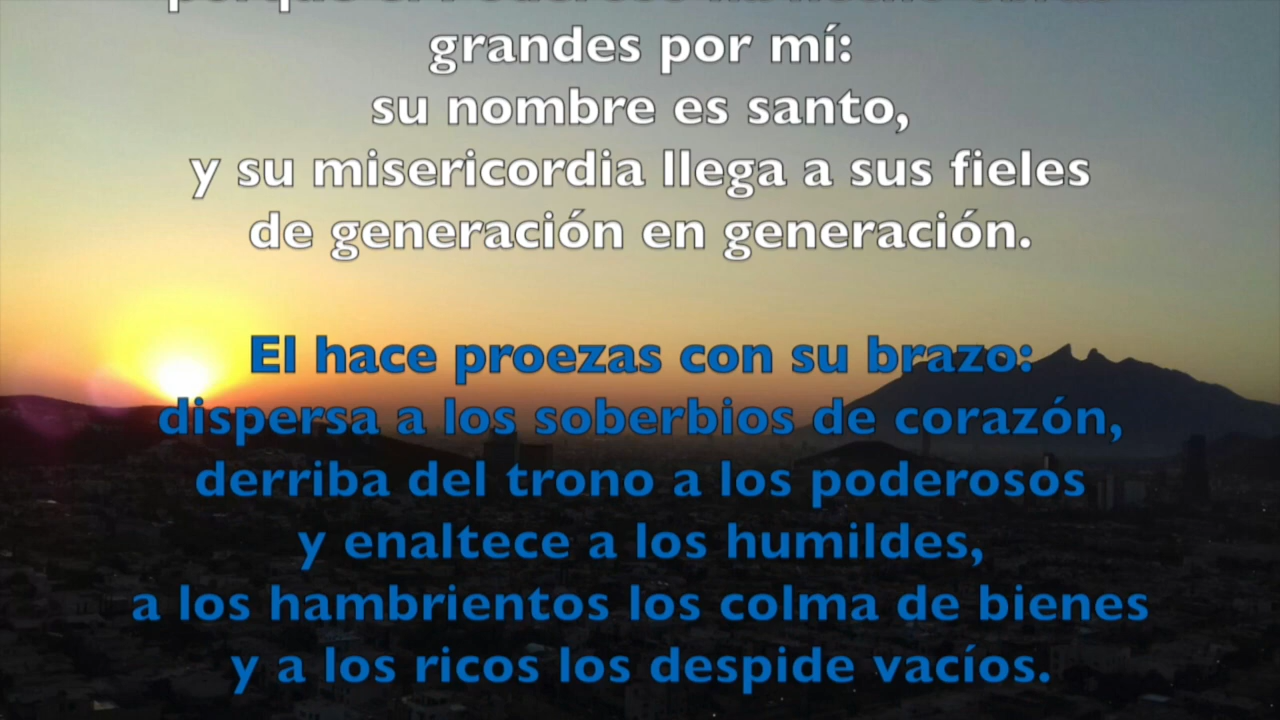 grandes por mí:
su nombre es santo,
y su misericordia llega a sus fieles
de generación en generación.
El hace proezas con su brazo:
dispersa a los soberbios de corazón,
derriba del trono a los poderosos
y enaltece a los humildes,
a los hambrientos los colma de bienes
y a los ricos los despide vacíos.